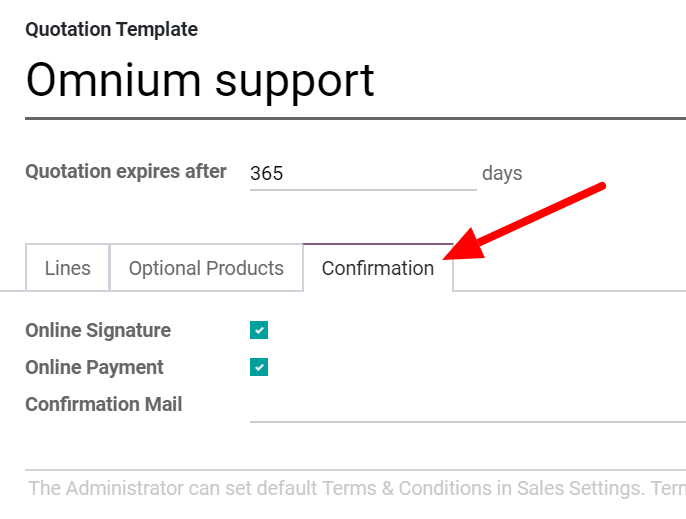 Quotation Template
Omnium support
Quotation expires after 365 days
Lines Optional Products Confirmation
Online Signature
Online Payment
Confirmation Mail
The Administrator can set default Terms & Conditions in Sales Settings.